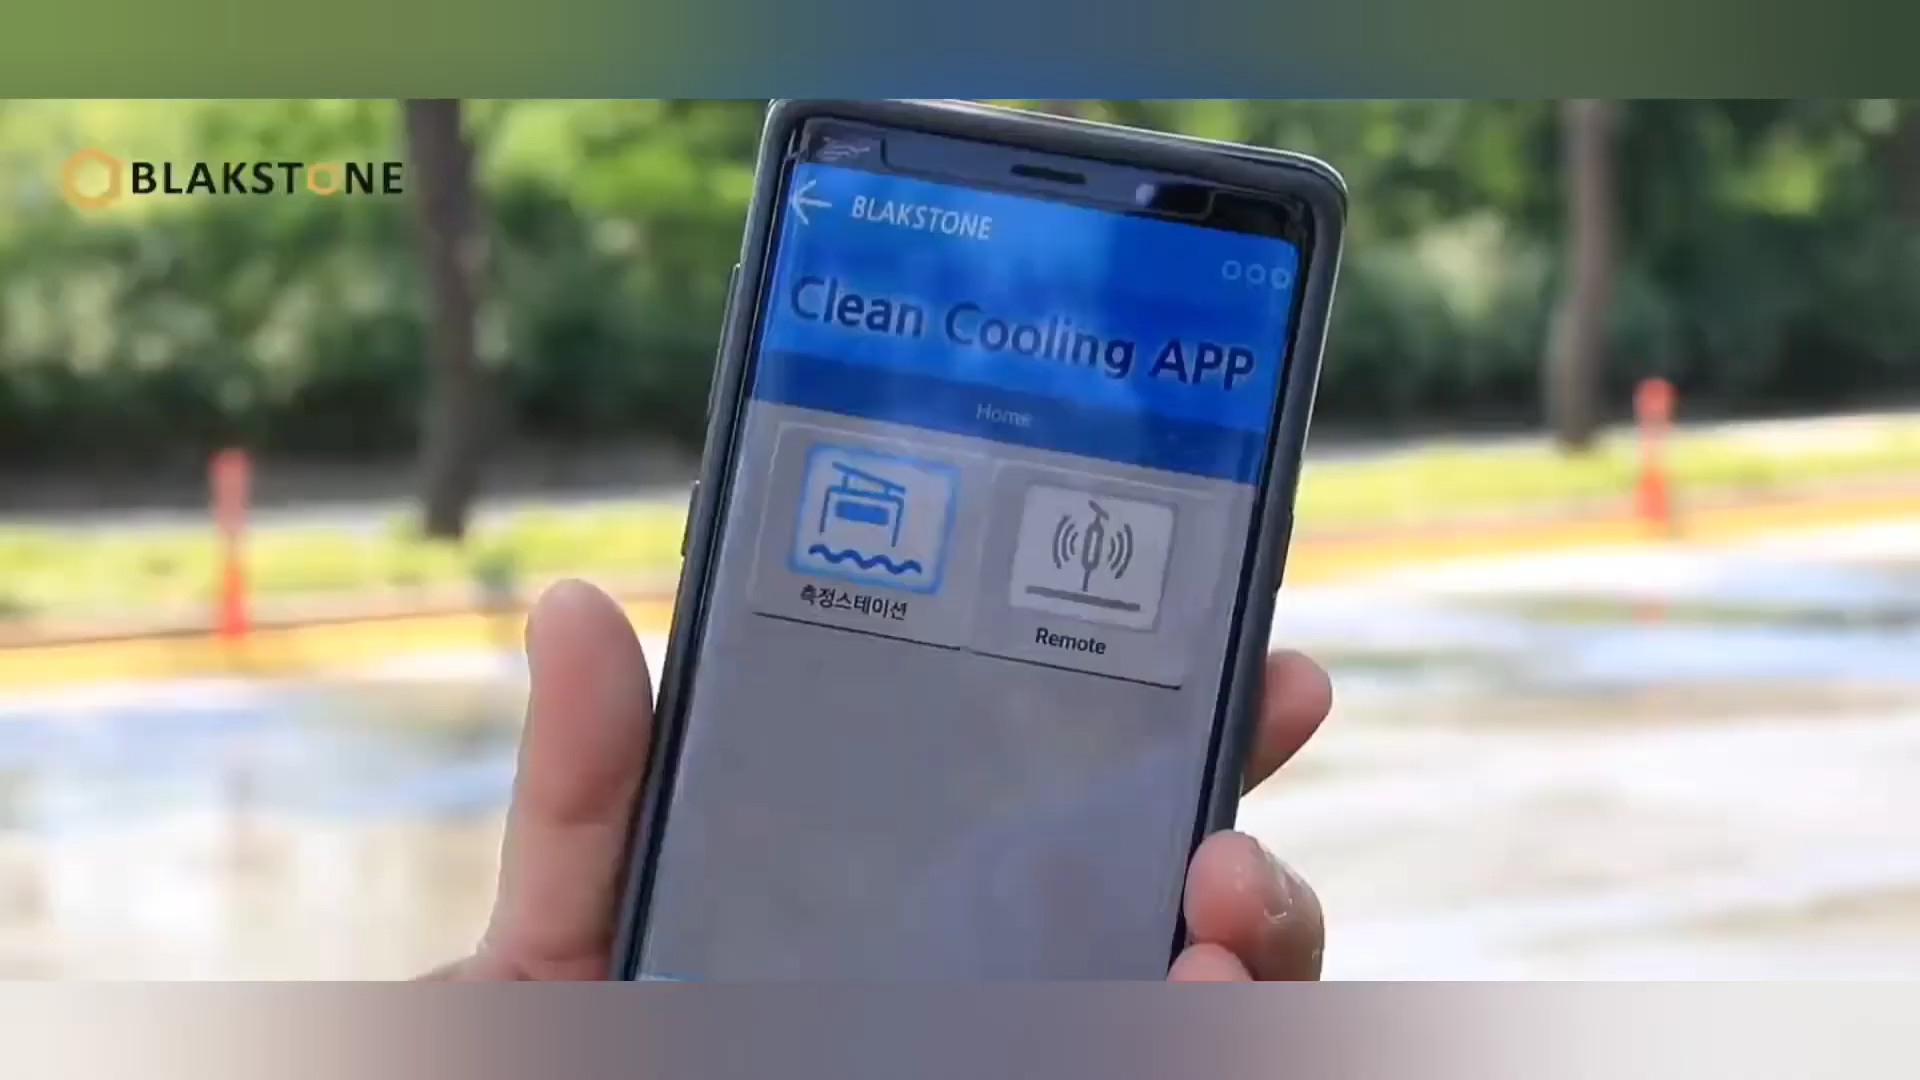 BLAKSTONE
BLAKSTONE
Clean Cooling APP
Home
측정스테이션
Remote